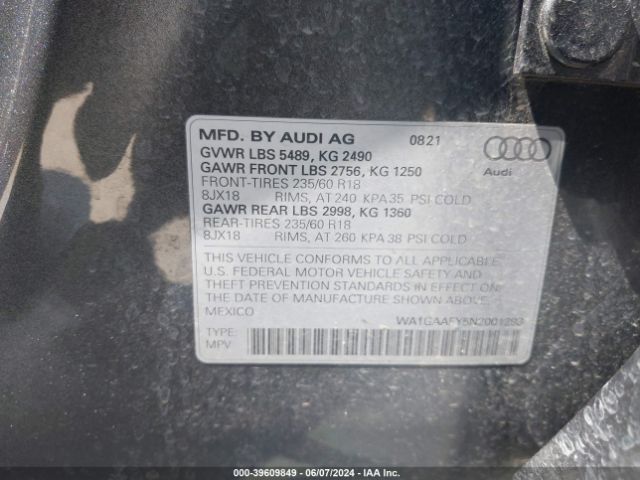 MFD. BY AUDI AG 08.21
GVWR LBS 5489, KG 2490
GAWR FRONT LBS 2756, KG 1250
FRONT-TIRES 235/60 R18
8JX18 RIMS, AT 240 KPA 35 PSI COLD
GAWR REAR LBS 2998, KG 1360
REAR-TIRES 235/60 R18
8JX18 RIMS, AT 260 KPA 38 PSI COLD
Audi
THIS VEHICLE CONFORMS TO ALL APPLICABLE
U.S. FEDERAL MOTOR VEHICLE SAFETY AND
THEFT PREVENTION STANDARDS IN EFFECT ON
THE DATE OF MANUFACTURE SHOWN ABOVE.
MEXICO
WA1GAAFY5N2001293
TYPE:
MPV
000-39609849 - 06/07/2024 - IAA Inc.